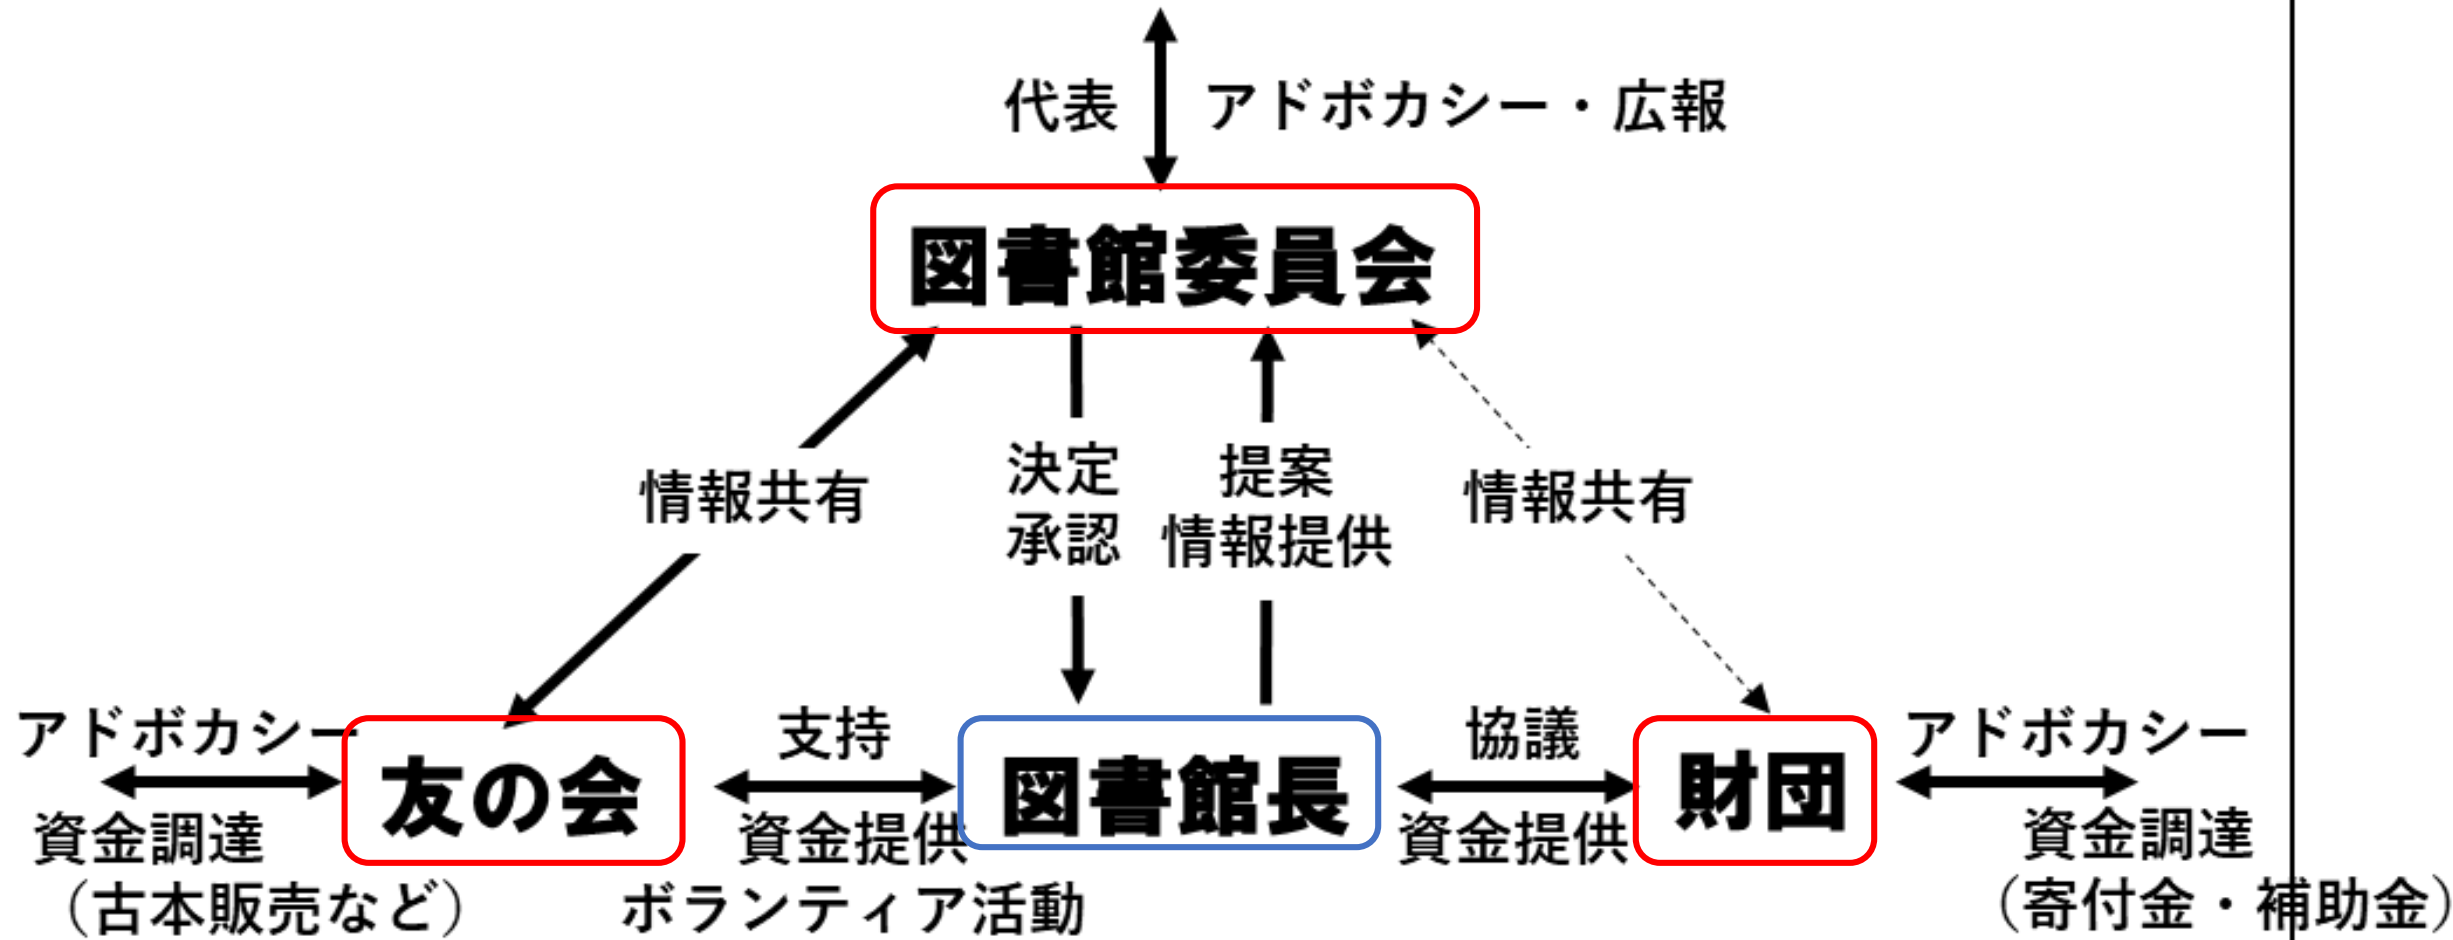 代表 アドボカシー・広報
図書館委員会
決定
承認
提案
情報提供
情報共有
情報共有
アドボカシー
資金調達
（古本販売など）
友の会
支持
資金提供
ボランティア活動
図書館長
協議
資金提供
財団
アドボカシー
資金調達
（寄付金・補助金）